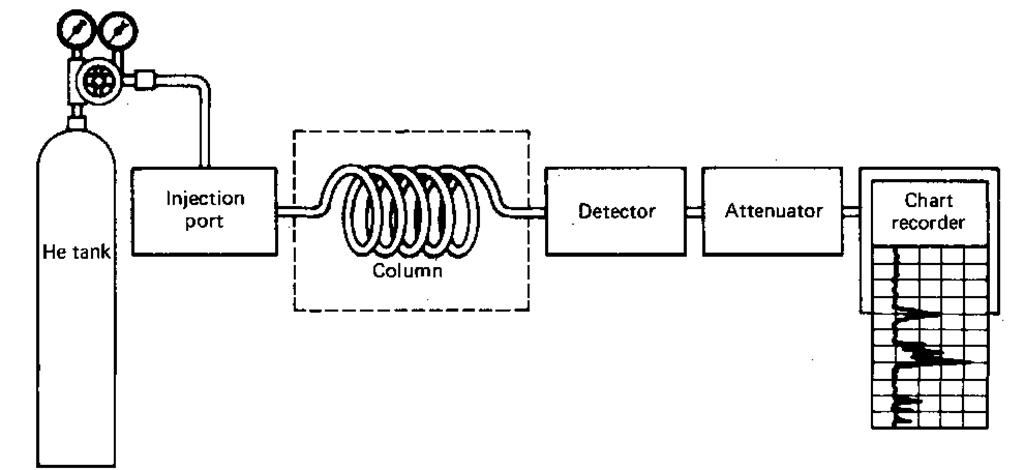 He tank
Injection
port
Column
Detector
Attenuator
Chart
recorder